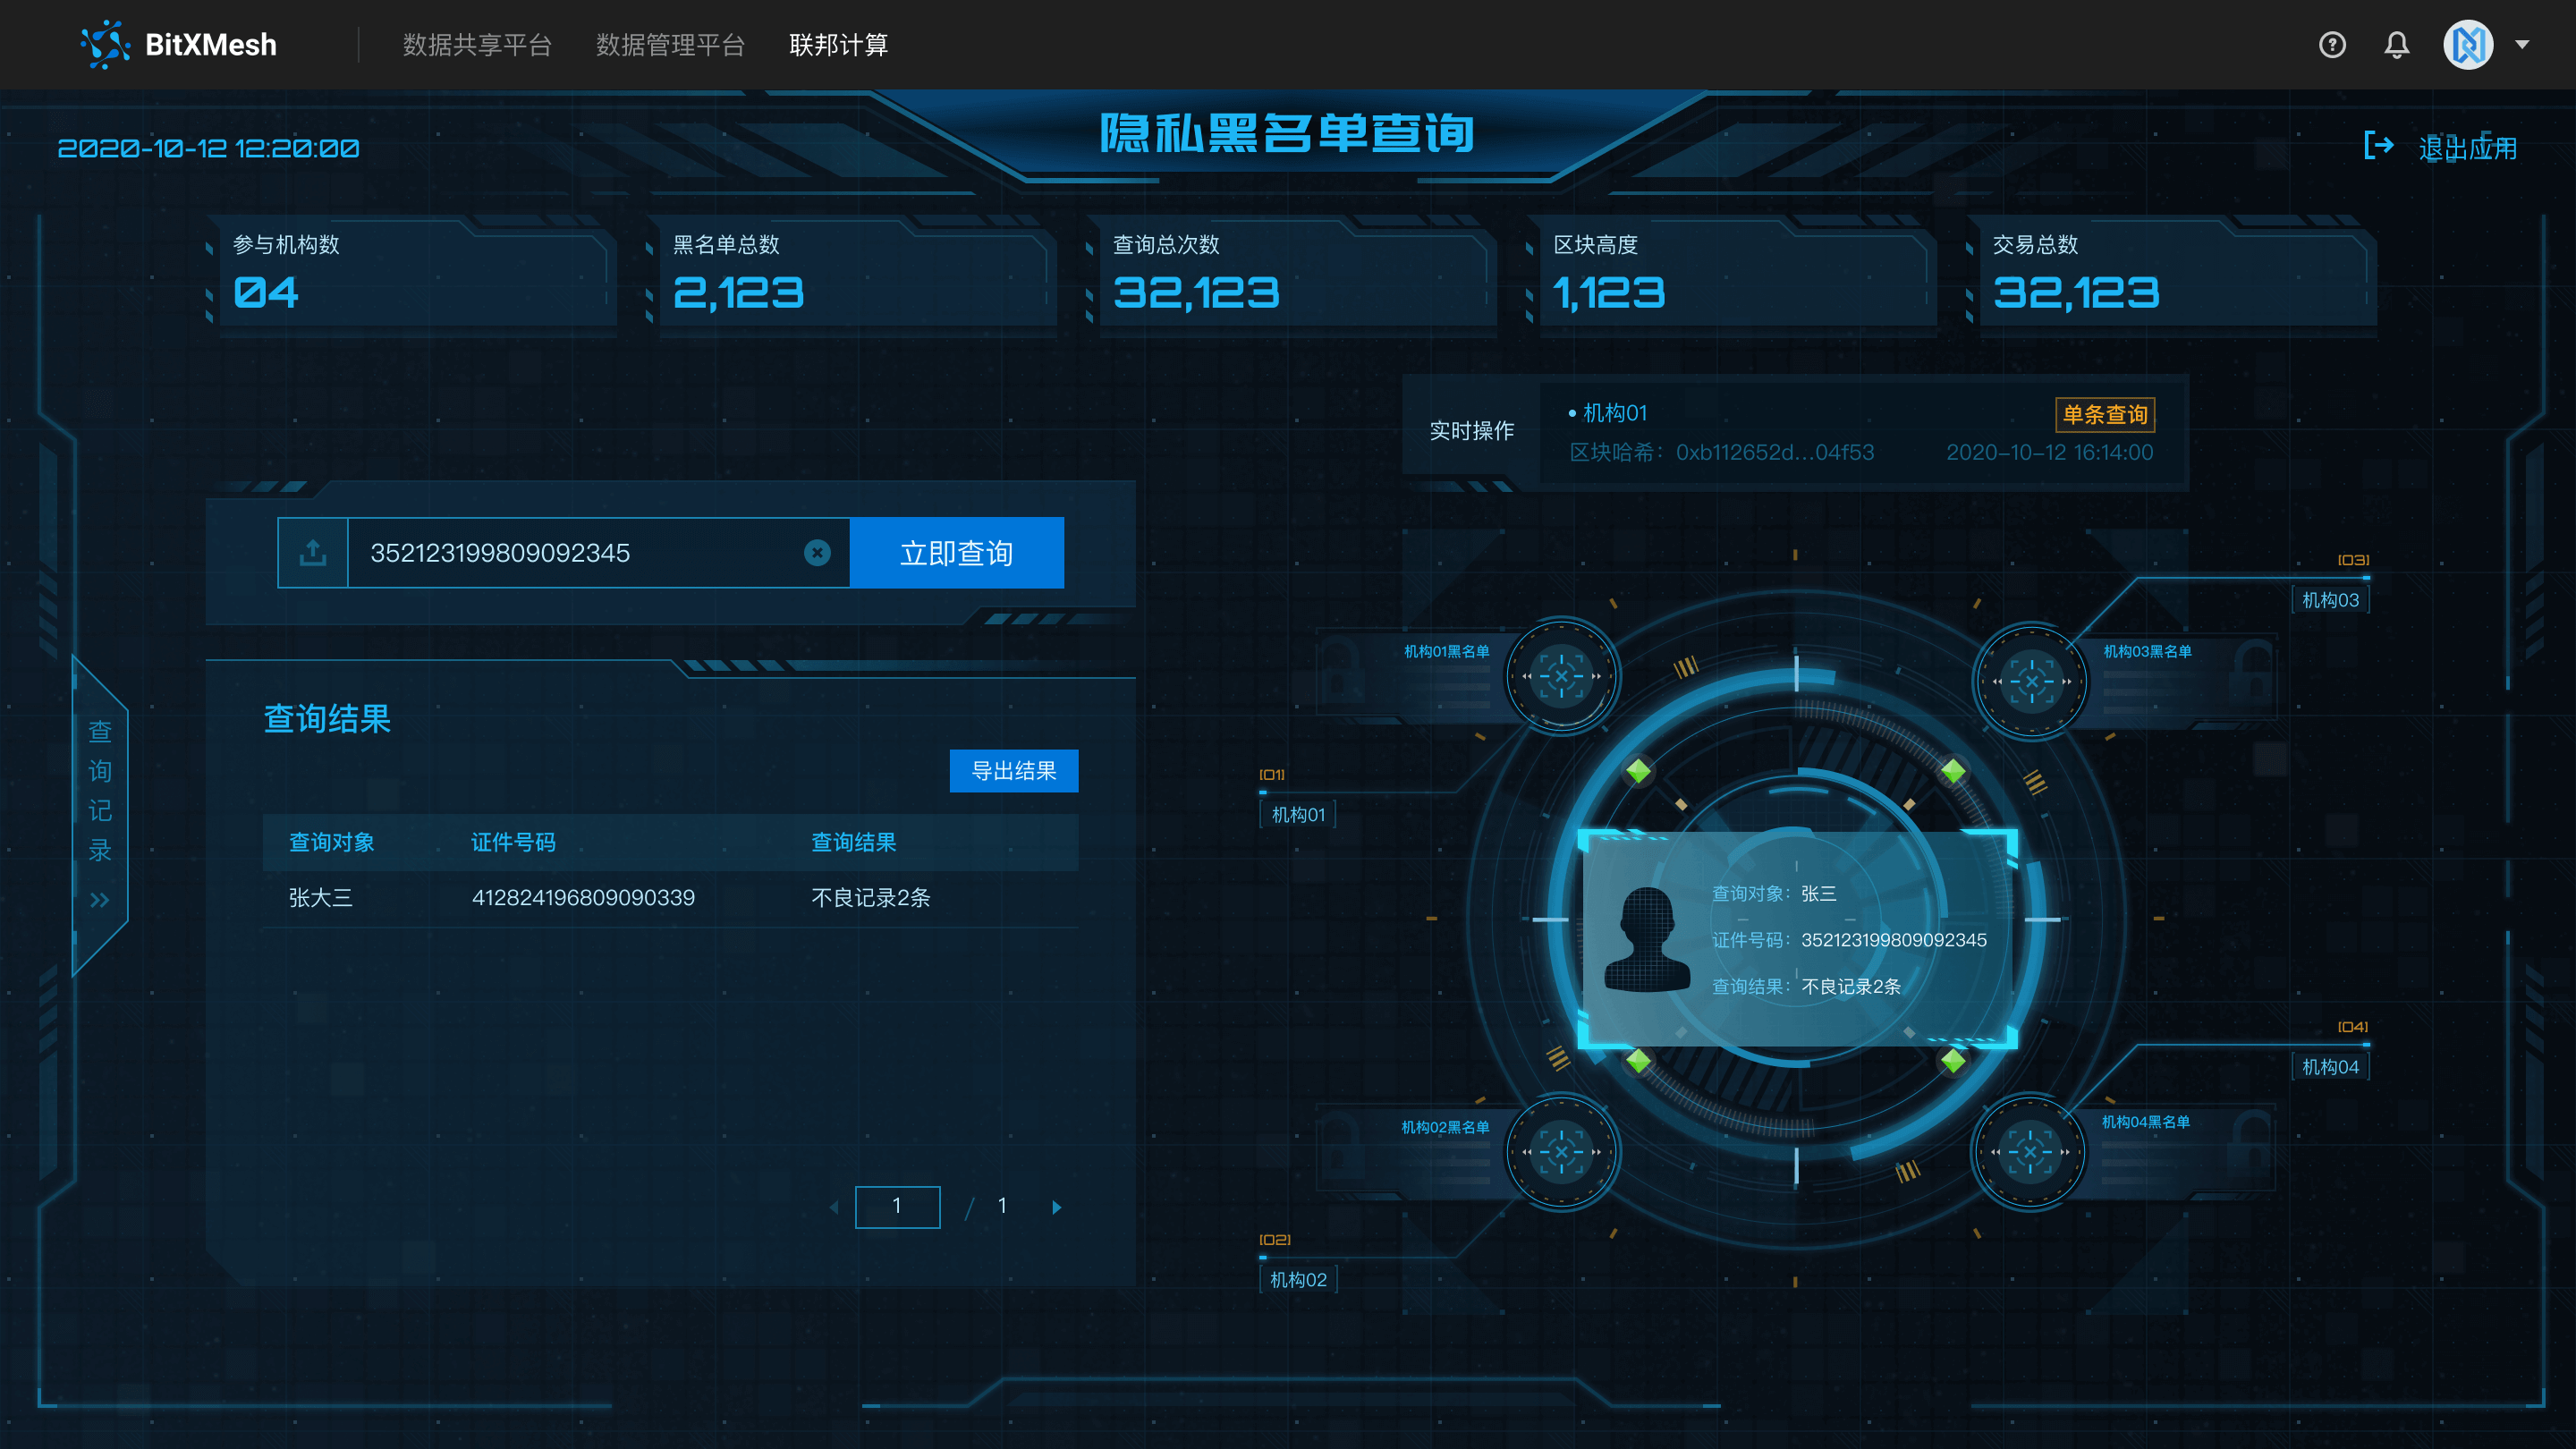 BitXMesh
数据共享平台
数据管理平台
联邦计算
隐私黑名单查询
2020-10-12 12:20:00
退出应用
参与机构数
04
黑名单总数
2,123
查询总次数
32,123
区块高度
1,123
交易总数
32,123
实时操作
机构01
单条查询
区块哈希：0xb112652d...04f53
2020-10-12 16:14:00
352123199809092345
立即查询
查询记录
查询结果
导出结果
查询对象 证件号码 查询结果
张大三 412824196809090339 不良记录2条
1 / 1
[03]
机构03
机构01黑名单
机构03黑名单
[01]
机构01
查询对象：张三
证件号码：352123199809092345
查询结果：不良记录2条
[04]
机构04
机构02黑名单
机构04黑名单
[02]
机构02